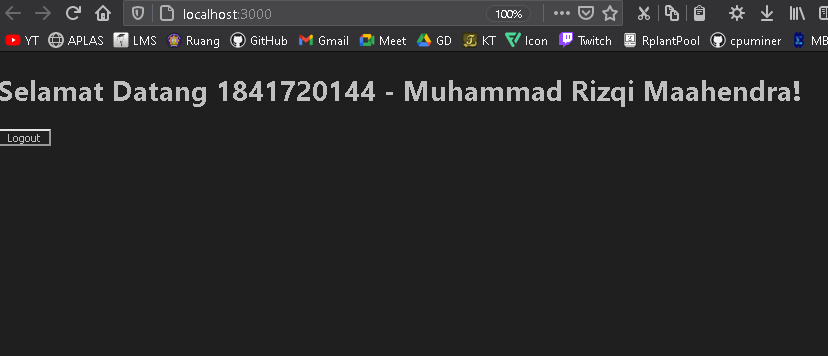 localhost:3000 100%
YT APLAS LMS Ruang GitHub Gmail Meet GD KT Icon Twitch RplantPool cpuminer MB
Selamat Datang 1841720144 - Muhammad Rizqi Maahendra!
Logout